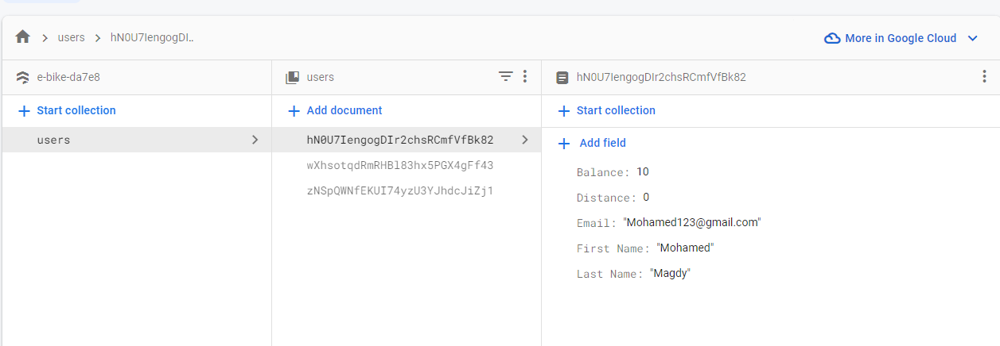 users hN0U7IengogDI..
More in Google Cloud
e-bike-da7e8
users
hN0U7IengogDIr2chsRCmfVfBk82
Start collection
Add document
Start collection
users
hN0U7IengogDIr2chsRCmfVfBk82
wXhsotqdRmRHBl83hx5PGX4gFf43
zNSpQWNfEKUI74yzU3YJhdcJiZj1
Add field
Balance: 10
Distance: 0
Email: "Mohamed123@gmail.com"
First Name: "Mohamed"
Last Name: "Magdy"